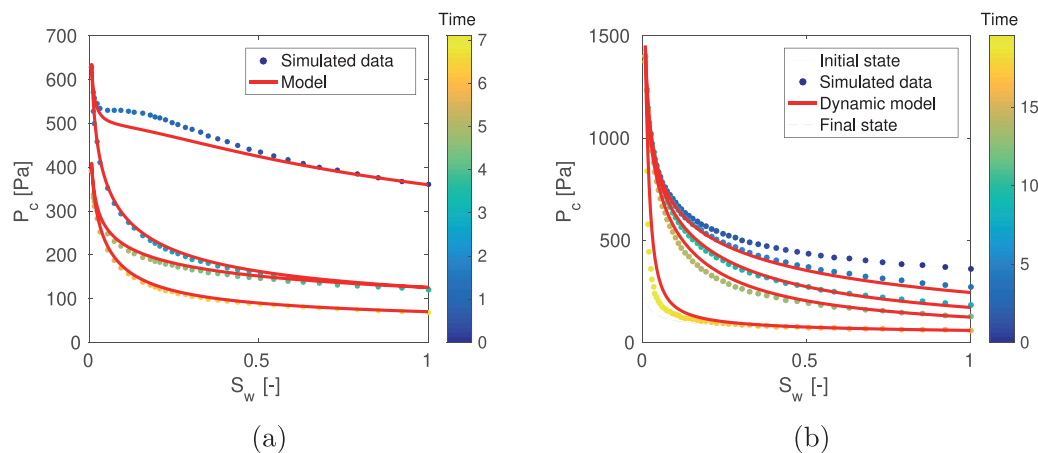 Time
700
600
500
400
300
200
100
0
P_c [Pa]
Simulated data
Model
0
0.5
1
S_w [-]
7
6
5
4
3
2
1
0
(a)
Time
1500
1000
500
0
P_c [Pa]
Initial state
Simulated data
Dynamic model
Final state
0
0.5
1
S_w [-]
15
10
5
0
(b)